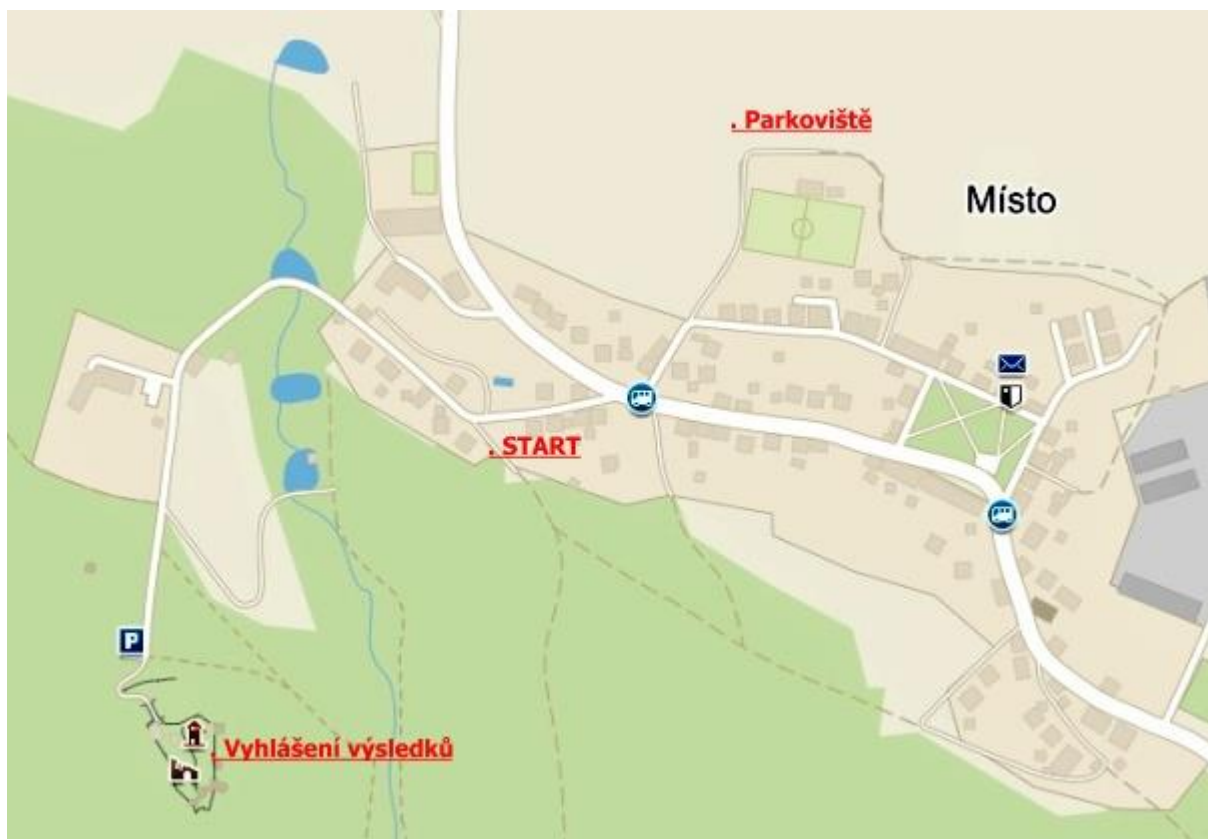 . Parkoviště
Místo
. START
P
. Vyhlášení výsledků